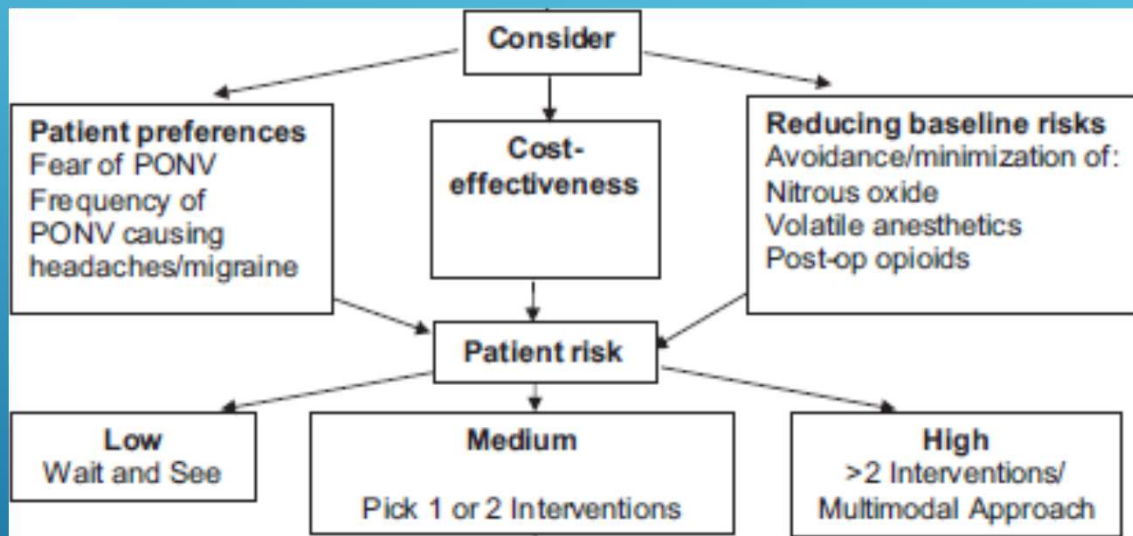 Consider
Patient preferences
Fear of PONV
Frequency of
PONV causing
headaches/migraine
Cost-
effectiveness
Reducing baseline risks
Avoidance/minimization of:
Nitrous oxide
Volatile anesthetics
Post-op opioids
Patient risk
Low
Wait and See
Medium
Pick 1 or 2 Interventions
High
>2 Interventions/
Multimodal Approach